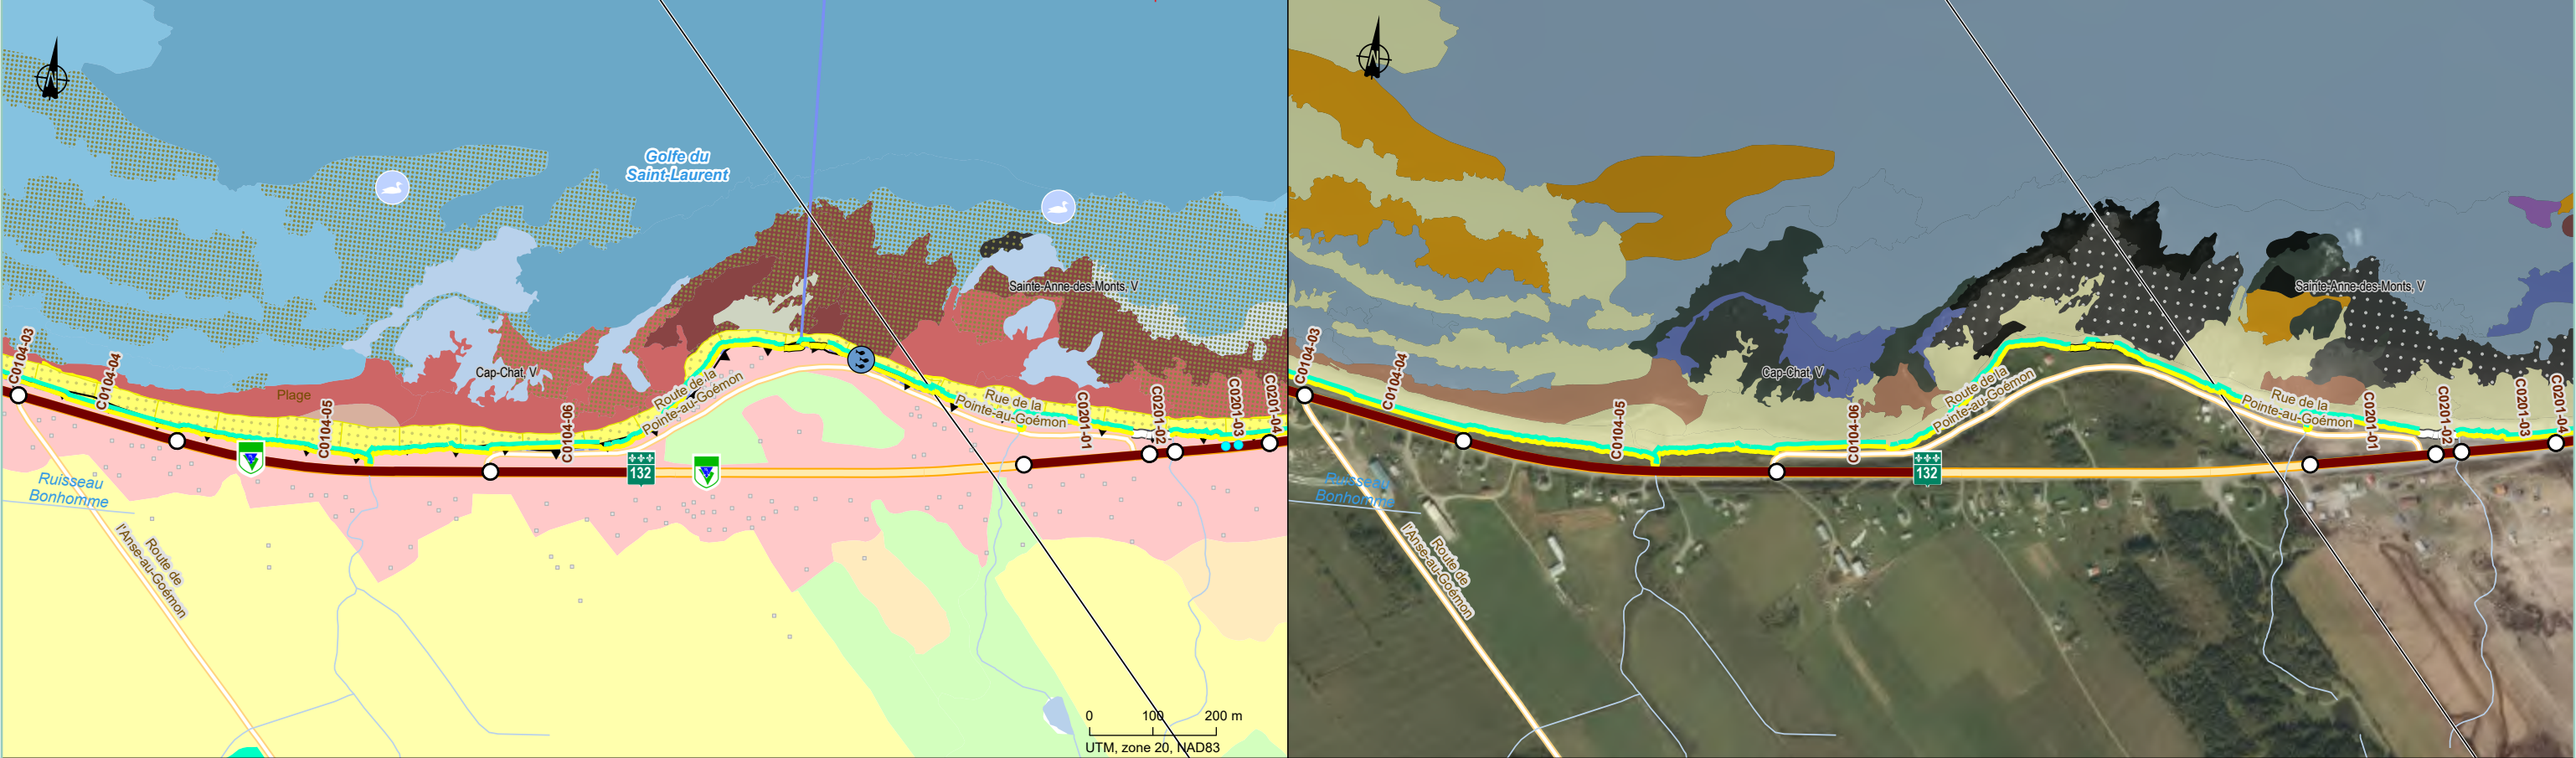 N
Golfe du
Saint-Laurent
Sainte-Anne-des-Monts, V
Cap-Chat, V
C0104-03
C0104-04
Plage
C0104-05
C0104-06
Route de la
Pointe-au-Goémon
Rue de la
Pointe-au-Goémon
C0201-01
C0201-02
C0201-03
C0201-04
132
Ruisseau
Bonhomme
Route de
l'Anse-au-Goémon
0 100 200 m
UTM, zone 20, NAD83
N
Sainte-Anne-des-Monts, V
Cap-Chat, V
C0104-03
C0104-04
C0104-05
C0104-06
Route de la
Pointe-au-Goémon
Rue de la
Pointe-au-Goémon
C0201-01
C0201-02
C0201-03
C0201-04
132
Ruisseau
Bonhomme
Route de
l'Anse-au-Goémon